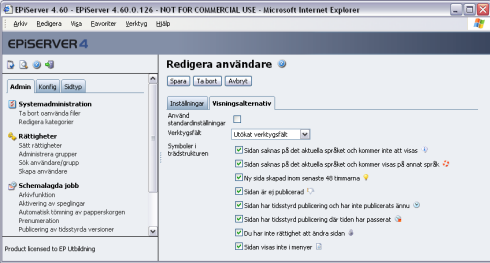 EPiServer 4.60 - EPiServer 4.60.0.126 - NOT FOR COMMERCIAL USE - Microsoft Internet Explorer
Arkiv Redigera Visa Favoriter Verktyg Hjälp
EPiSERVER 4
Admin Konfig Sidtyp
Systemadministration
Ta bort oanvända filer
Redigera kategorier
Rättigheter
Sätt rättigheter
Administrera grupper
Sök användare/grupp
Skapa användare
Schemalagda jobb
Arkivfunktion
Aktivering av speglingar
Automatisk tömning av papperskorgen
Prenumeration
Publicering av tidsstyrda versioner
Product licensed to EP Utbildning
Redigera användare
Spara Ta bort Avbryt
Inställningar Visningsalternativ
Använd
standardinställningar
Verktygsfält Utökat verktygsfält
Symboler i
trädstrukturen
Sidan saknas på det aktuella språket och kommer inte att visas
Sidan saknas på det aktuella språket och kommer visas på annat språk
Ny sida skapad inom senaste 48 timmarna
Sidan är ej publicerad
Sidan har tidsstyrd publicering och har inte publicerats ännu
Sidan har tidsstyrd publicering där tiden har passerat
Du har inte rättighet att ändra sidan
Sidan visas inte i menyer